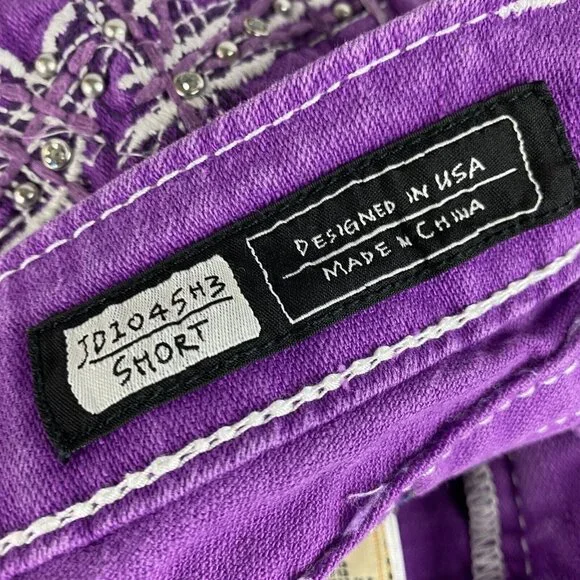 JD1045H3
SHORT
DESIGNED IN USA
MADE IN CHINA